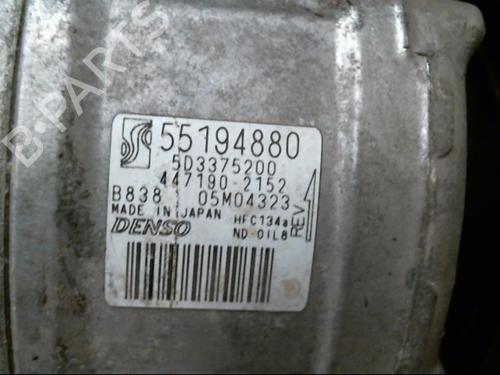 B-PARTS
55194880
5D3375200
447190-2152
B838 05M04323
MADE IN JAPAN HFC134a
DENSO ND-OIL8
REV